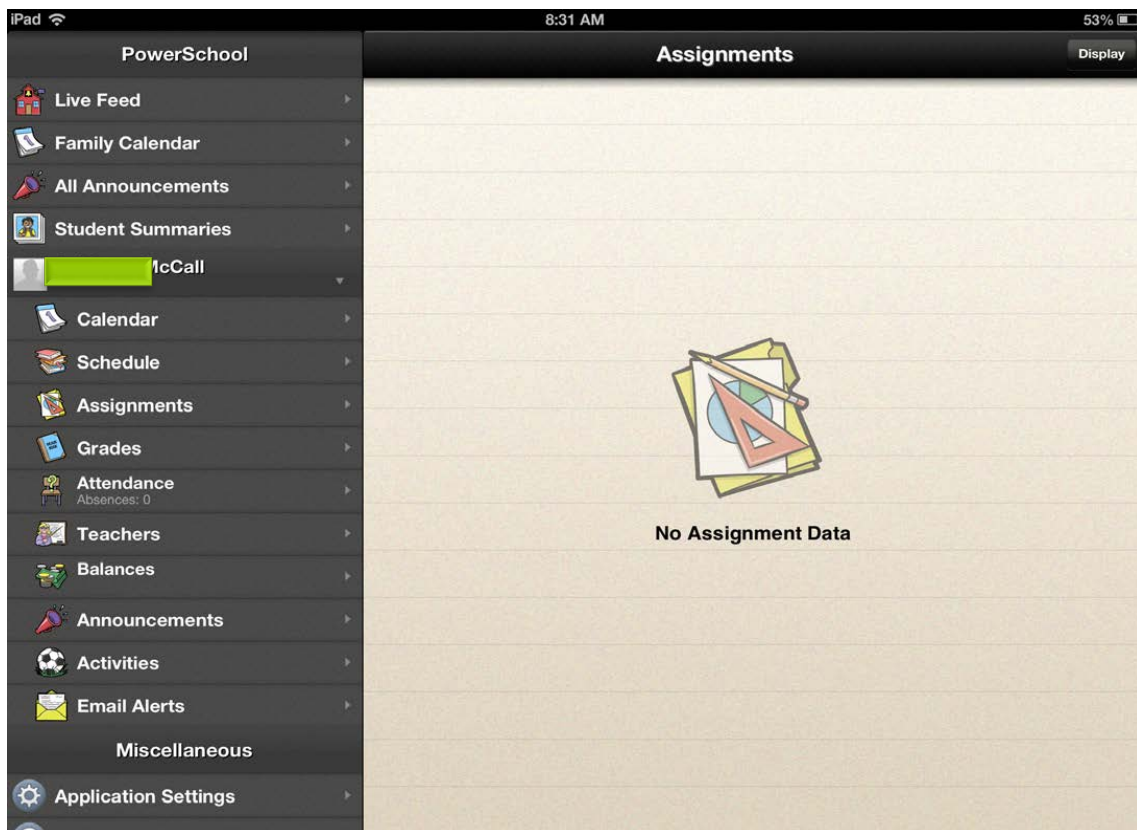 iPad 8:31 AM 53%
PowerSchool
Assignments
Display
Live Feed
Family Calendar
All Announcements
Student Summaries
McCall
Calendar
Schedule
Assignments
Grades
Attendance
Absences: 0
Teachers
Balances
Announcements
Activities
Email Alerts
Miscellaneous
Application Settings
No Assignment Data